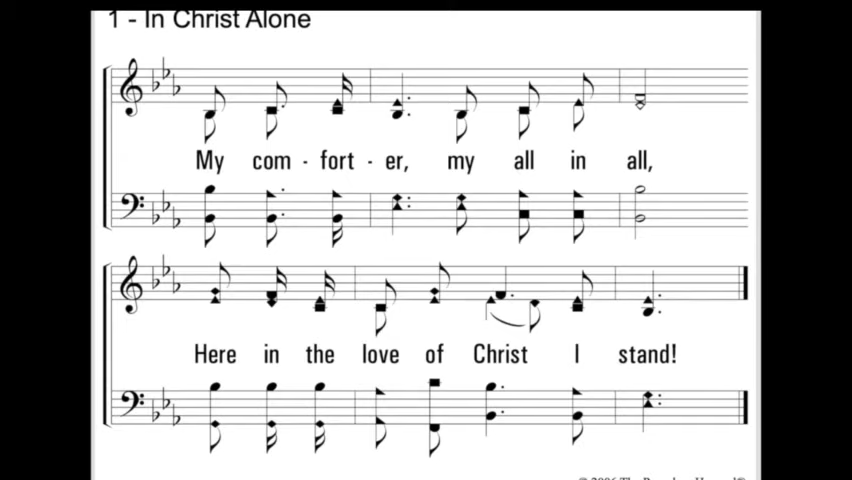 1 - In Christ Alone
My com - fort - er, my all in all,
Here in the love of Christ I stand!